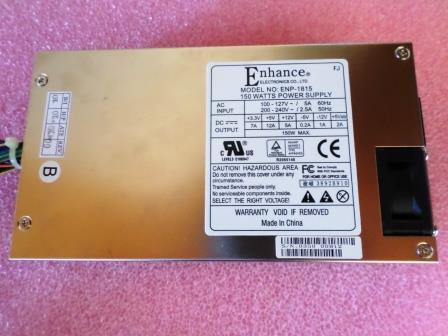 Enhance®
ELECTRONICS CO., LTD.
FJ
MODEL NO: ENP-1815
150 WATTS POWER SUPPLY
AC INPUT 100 - 127V~ / 5A 60Hz
200 - 240V~ / 2.5A 50Hz
DC OUTPUT +3.3V +5V +12V -5V -12V +5Vsb
7A 12A 9A 0.2A 1A 2A
150W MAX.
CAUTION! HAZARDOUS AREA
Do not remove this cover under any
circumstance.
Trained Service people only.
No serviceable components inside.
SELECT THE RIGHT VOLTAGE!
WARRANTY VOID IF REMOVED
Made In China
B